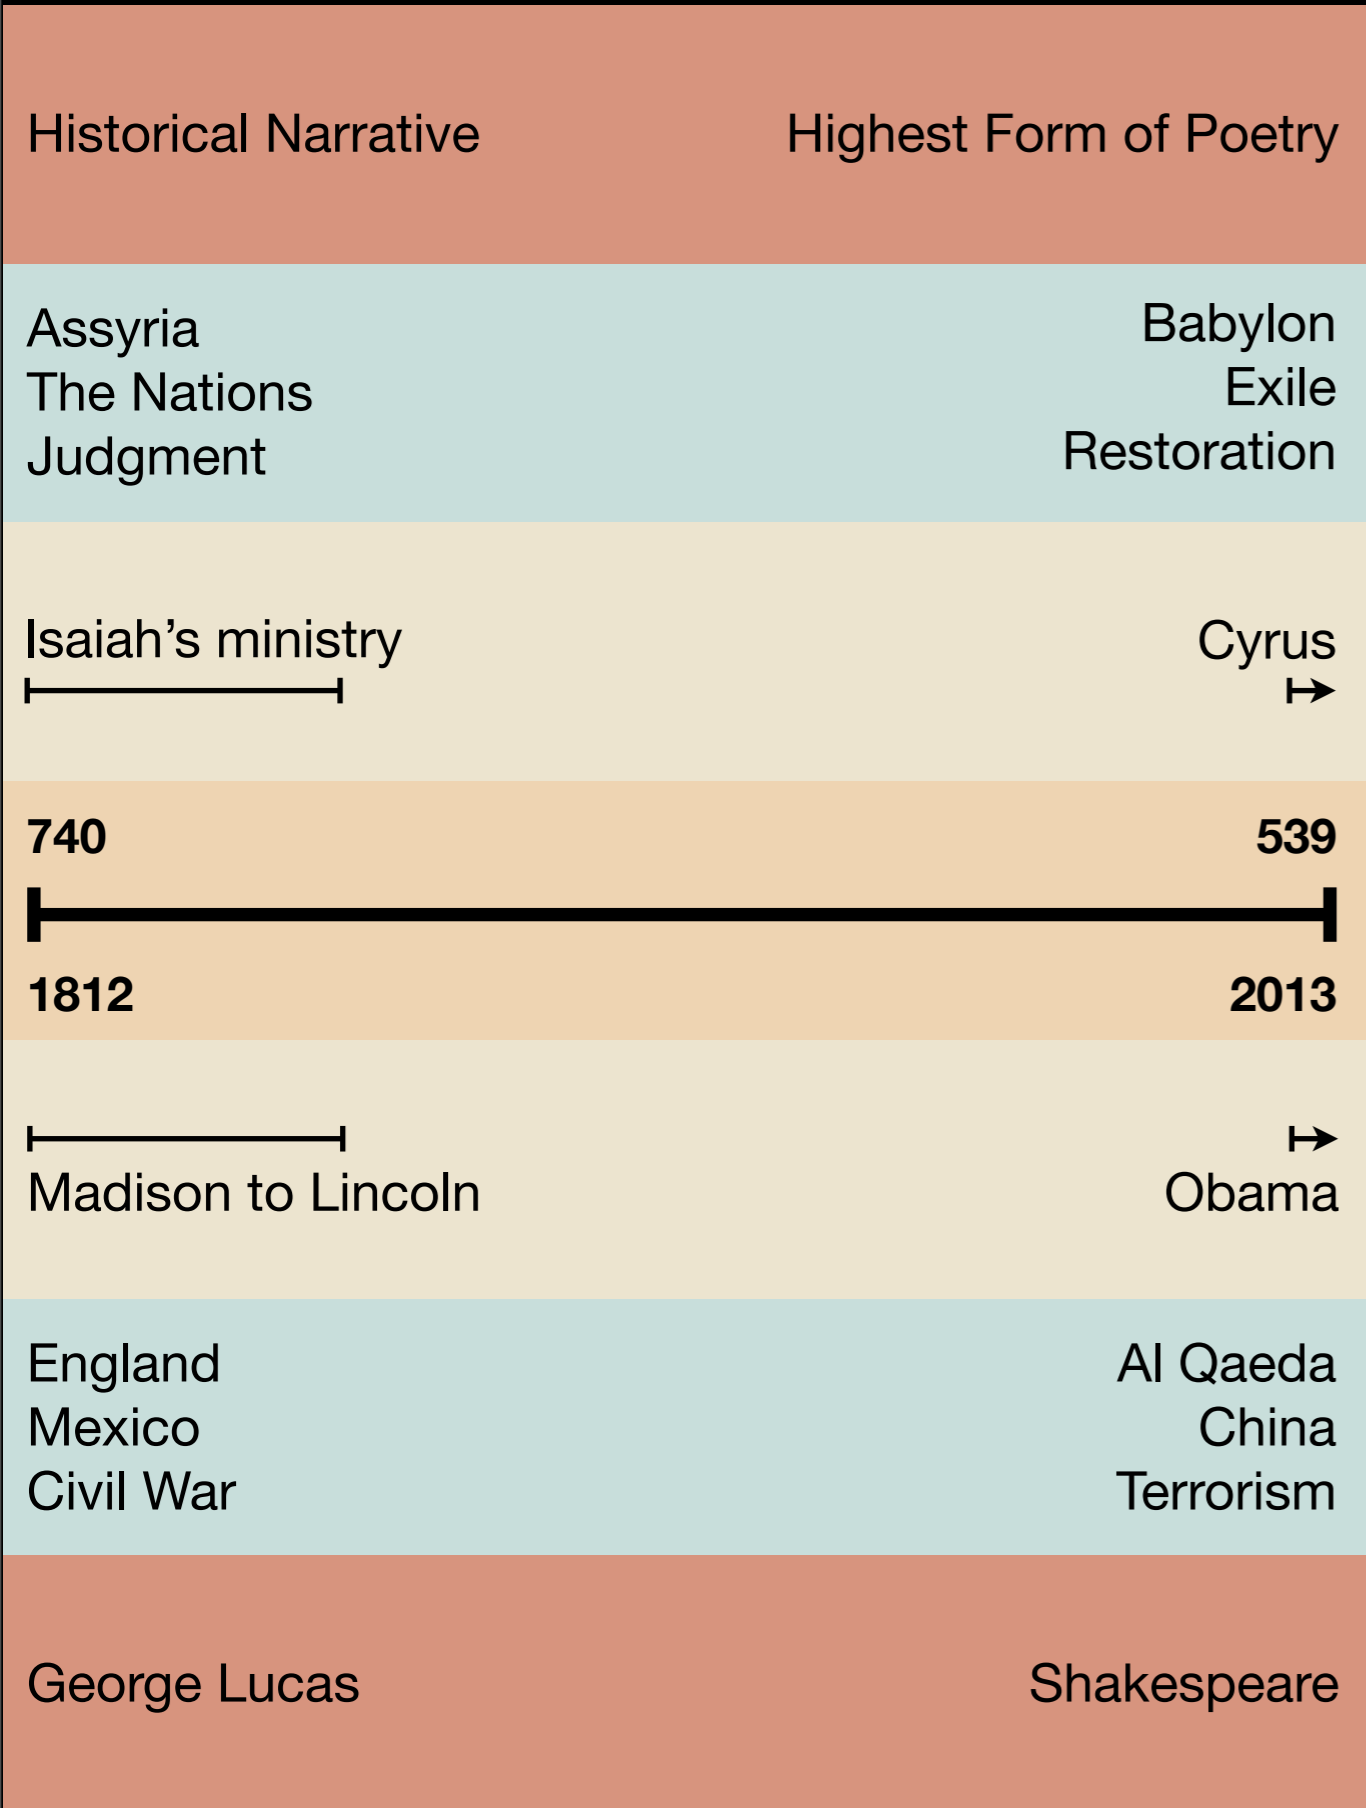 Historical Narrative
Highest Form of Poetry
Assyria
The Nations
Judgment
Babylon
Exile
Restoration
Isaiah’s ministry
Cyrus
740
539
1812
2013
Madison to Lincoln
Obama
England
Mexico
Civil War
Al Qaeda
China
Terrorism
George Lucas
Shakespeare